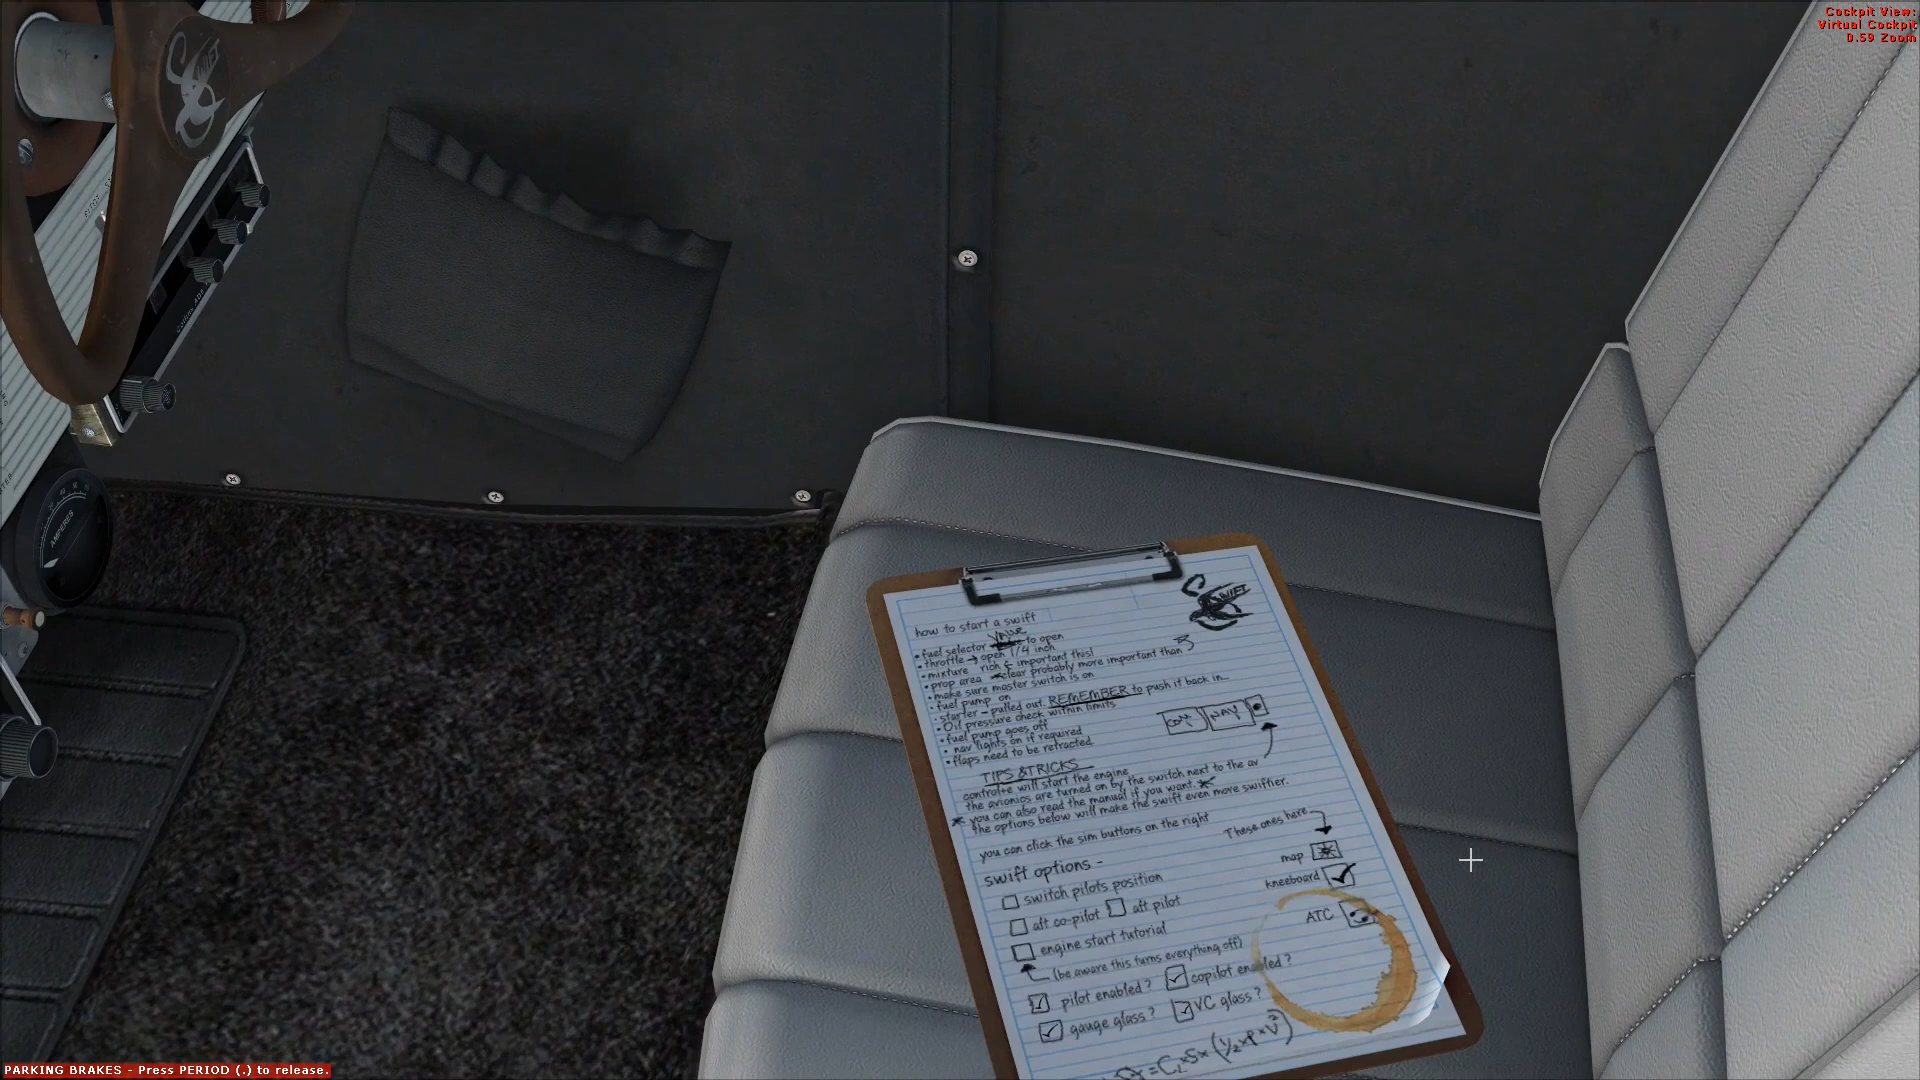 Cockpit View:
Virtual Cockpit
0.59 Zoom
SWIFT
AMPERES
SWIFT
how to start a swift
VALVE
• fuel selector to open
• throttle → open 1/4 inch
• mixture rich ← important this!
• prop area clear probably more important than
• make sure master switch is on
• fuel pump on
• starter – pulled out. REMEMBER to push it back in...
• Oil pressure check within limits
• fuel pump goes off
• nav lights on if required
• flaps need to be retracted
COM NAV
TIPS & TRICKS
control+e will start the engine
the avionics are turned on by the switch next to the av
you can also read the manual if you want.
the options below will make the swift even more swiftier.
you can click the sim buttons on the right
These ones here
map
kneeboard
ATC
swift options -
switch pilots position
alt co-pilot alt pilot
engine start tutorial
(be aware this turns everything off)
pilot enabled? copilot enabled?
gauge glass? VC glass?
PARKING BRAKES - Press PERIOD (.) to release.